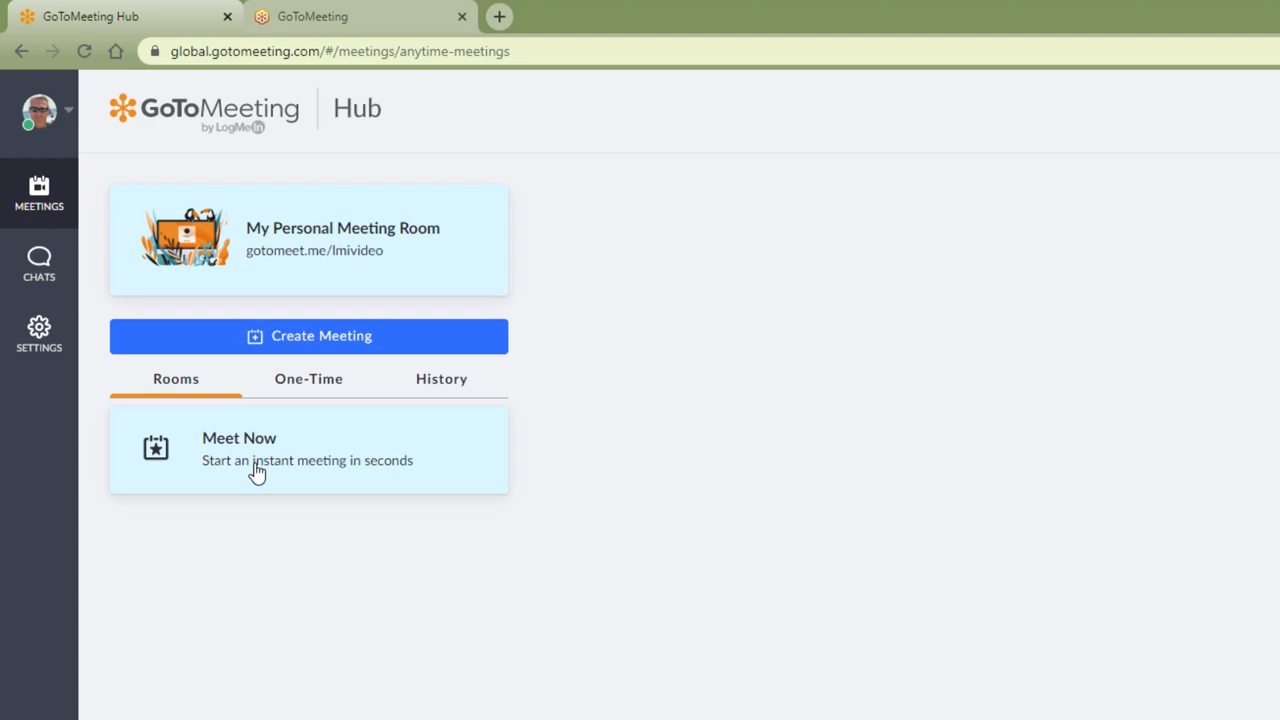 GoToMeeting Hub
GoToMeeting
global.gotomeeting.com/#/meetings/anytime-meetings
GoToMeeting
by LogMeIn
Hub
MEETINGS
CHATS
SETTINGS
My Personal Meeting Room
gotomeet.me/lmivideo
Create Meeting
Rooms
One-Time
History
Meet Now
Start an instant meeting in seconds